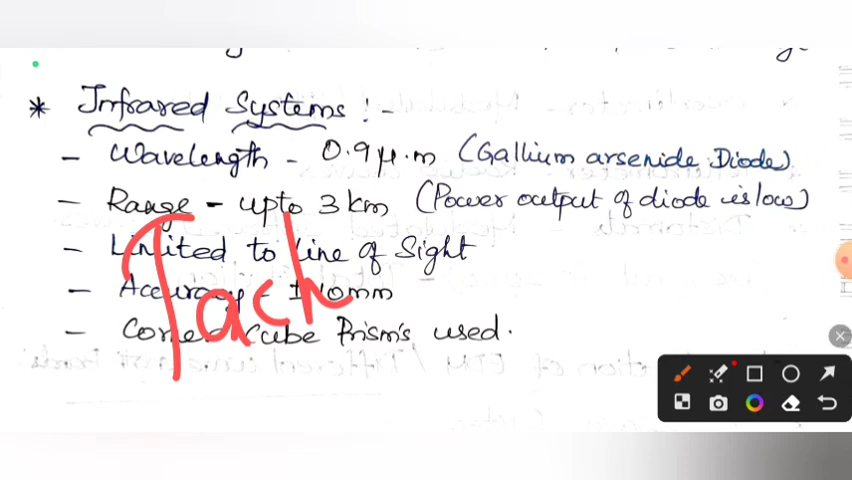 * Infrared Systems :-
- Wavelength - 0.9 μ.m (Gallium arsenide Diode)
- Range - upto 3 km (Power output of diode is low)
- Limited to line of Sight
- Accuracy - ± 10mm
- Corner Cube Prism's used.
Tach